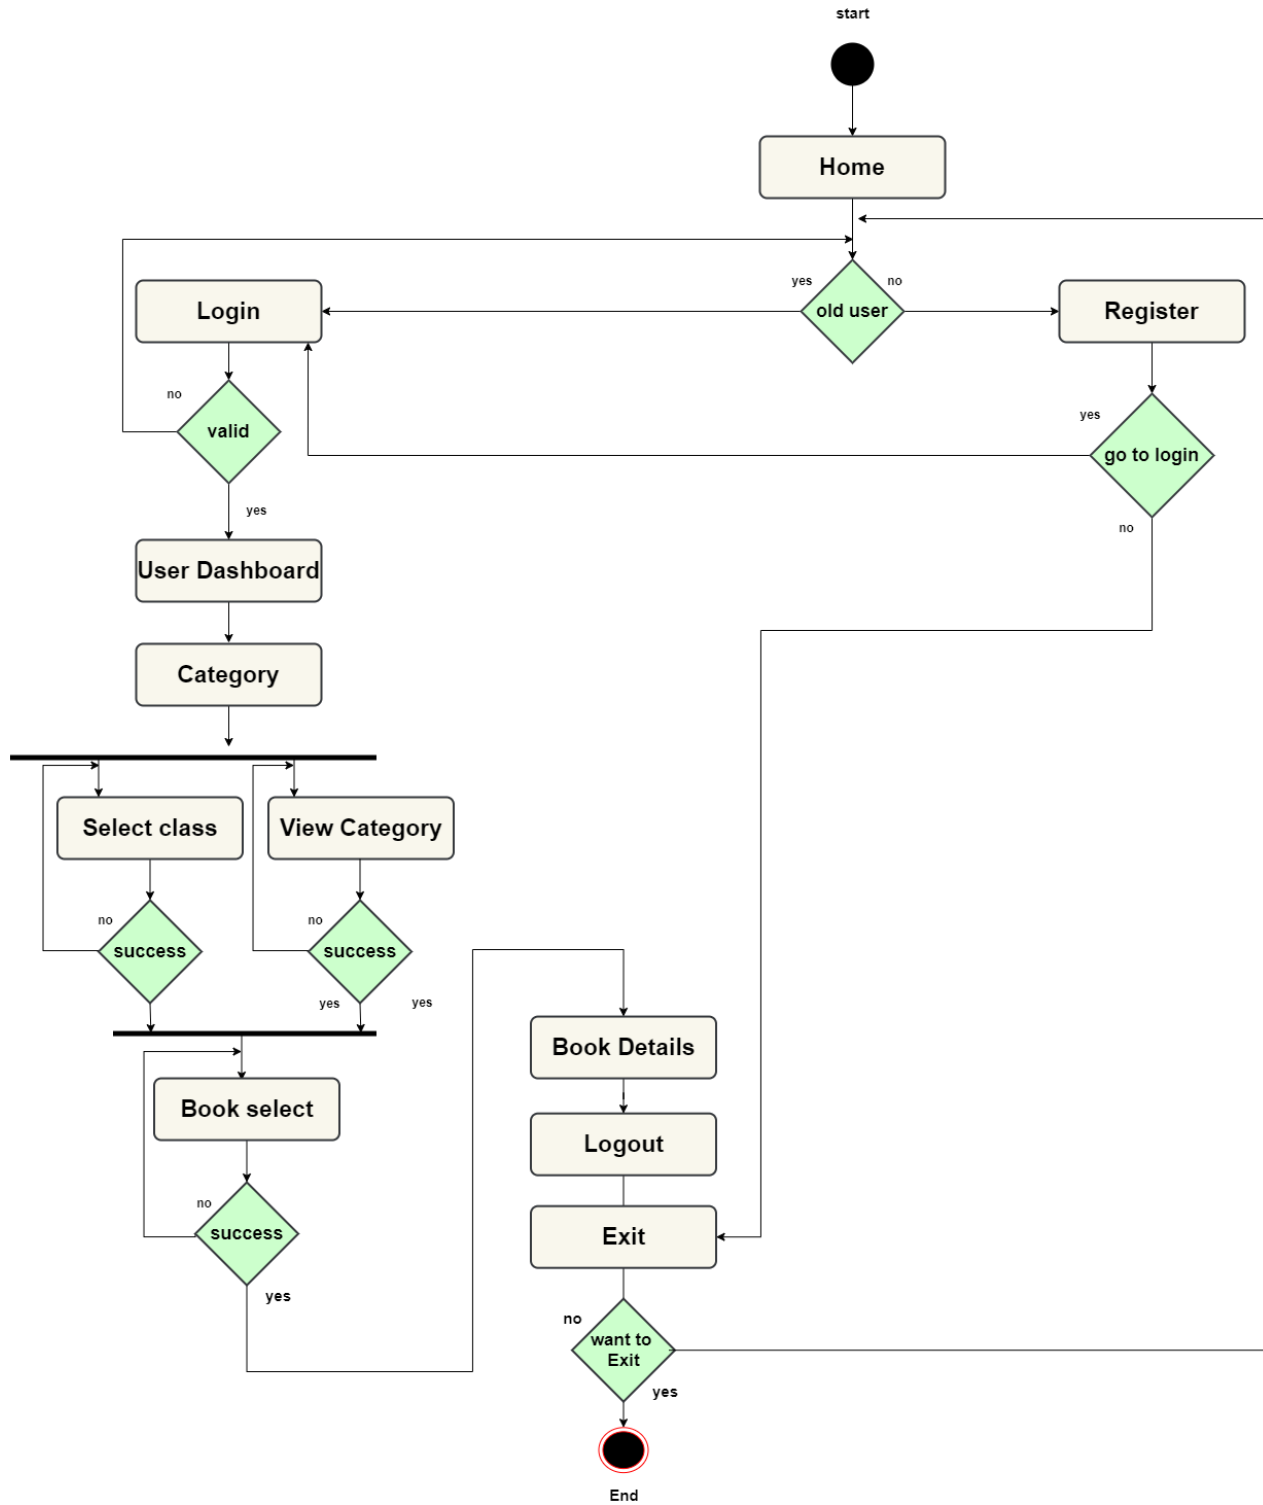 start
Home
yes
no
Login
old user
Register
no
valid
yes
go to login
yes
no
User Dashboard
Category
Select class
View Category
no
no
success
success
yes
yes
Book Details
Book select
Logout
no
success
Exit
yes
no
want to
Exit
yes
End